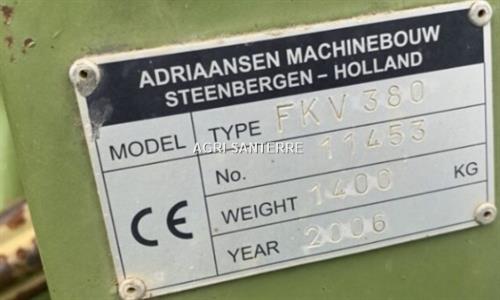 ADRIAANSEN MACHINEBOUW
STEENBERGEN – HOLLAND
MODEL TYPE FKV 380
AGRI SANTERRE
No. 11453
CE WEIGHT 1400 KG
YEAR 2006